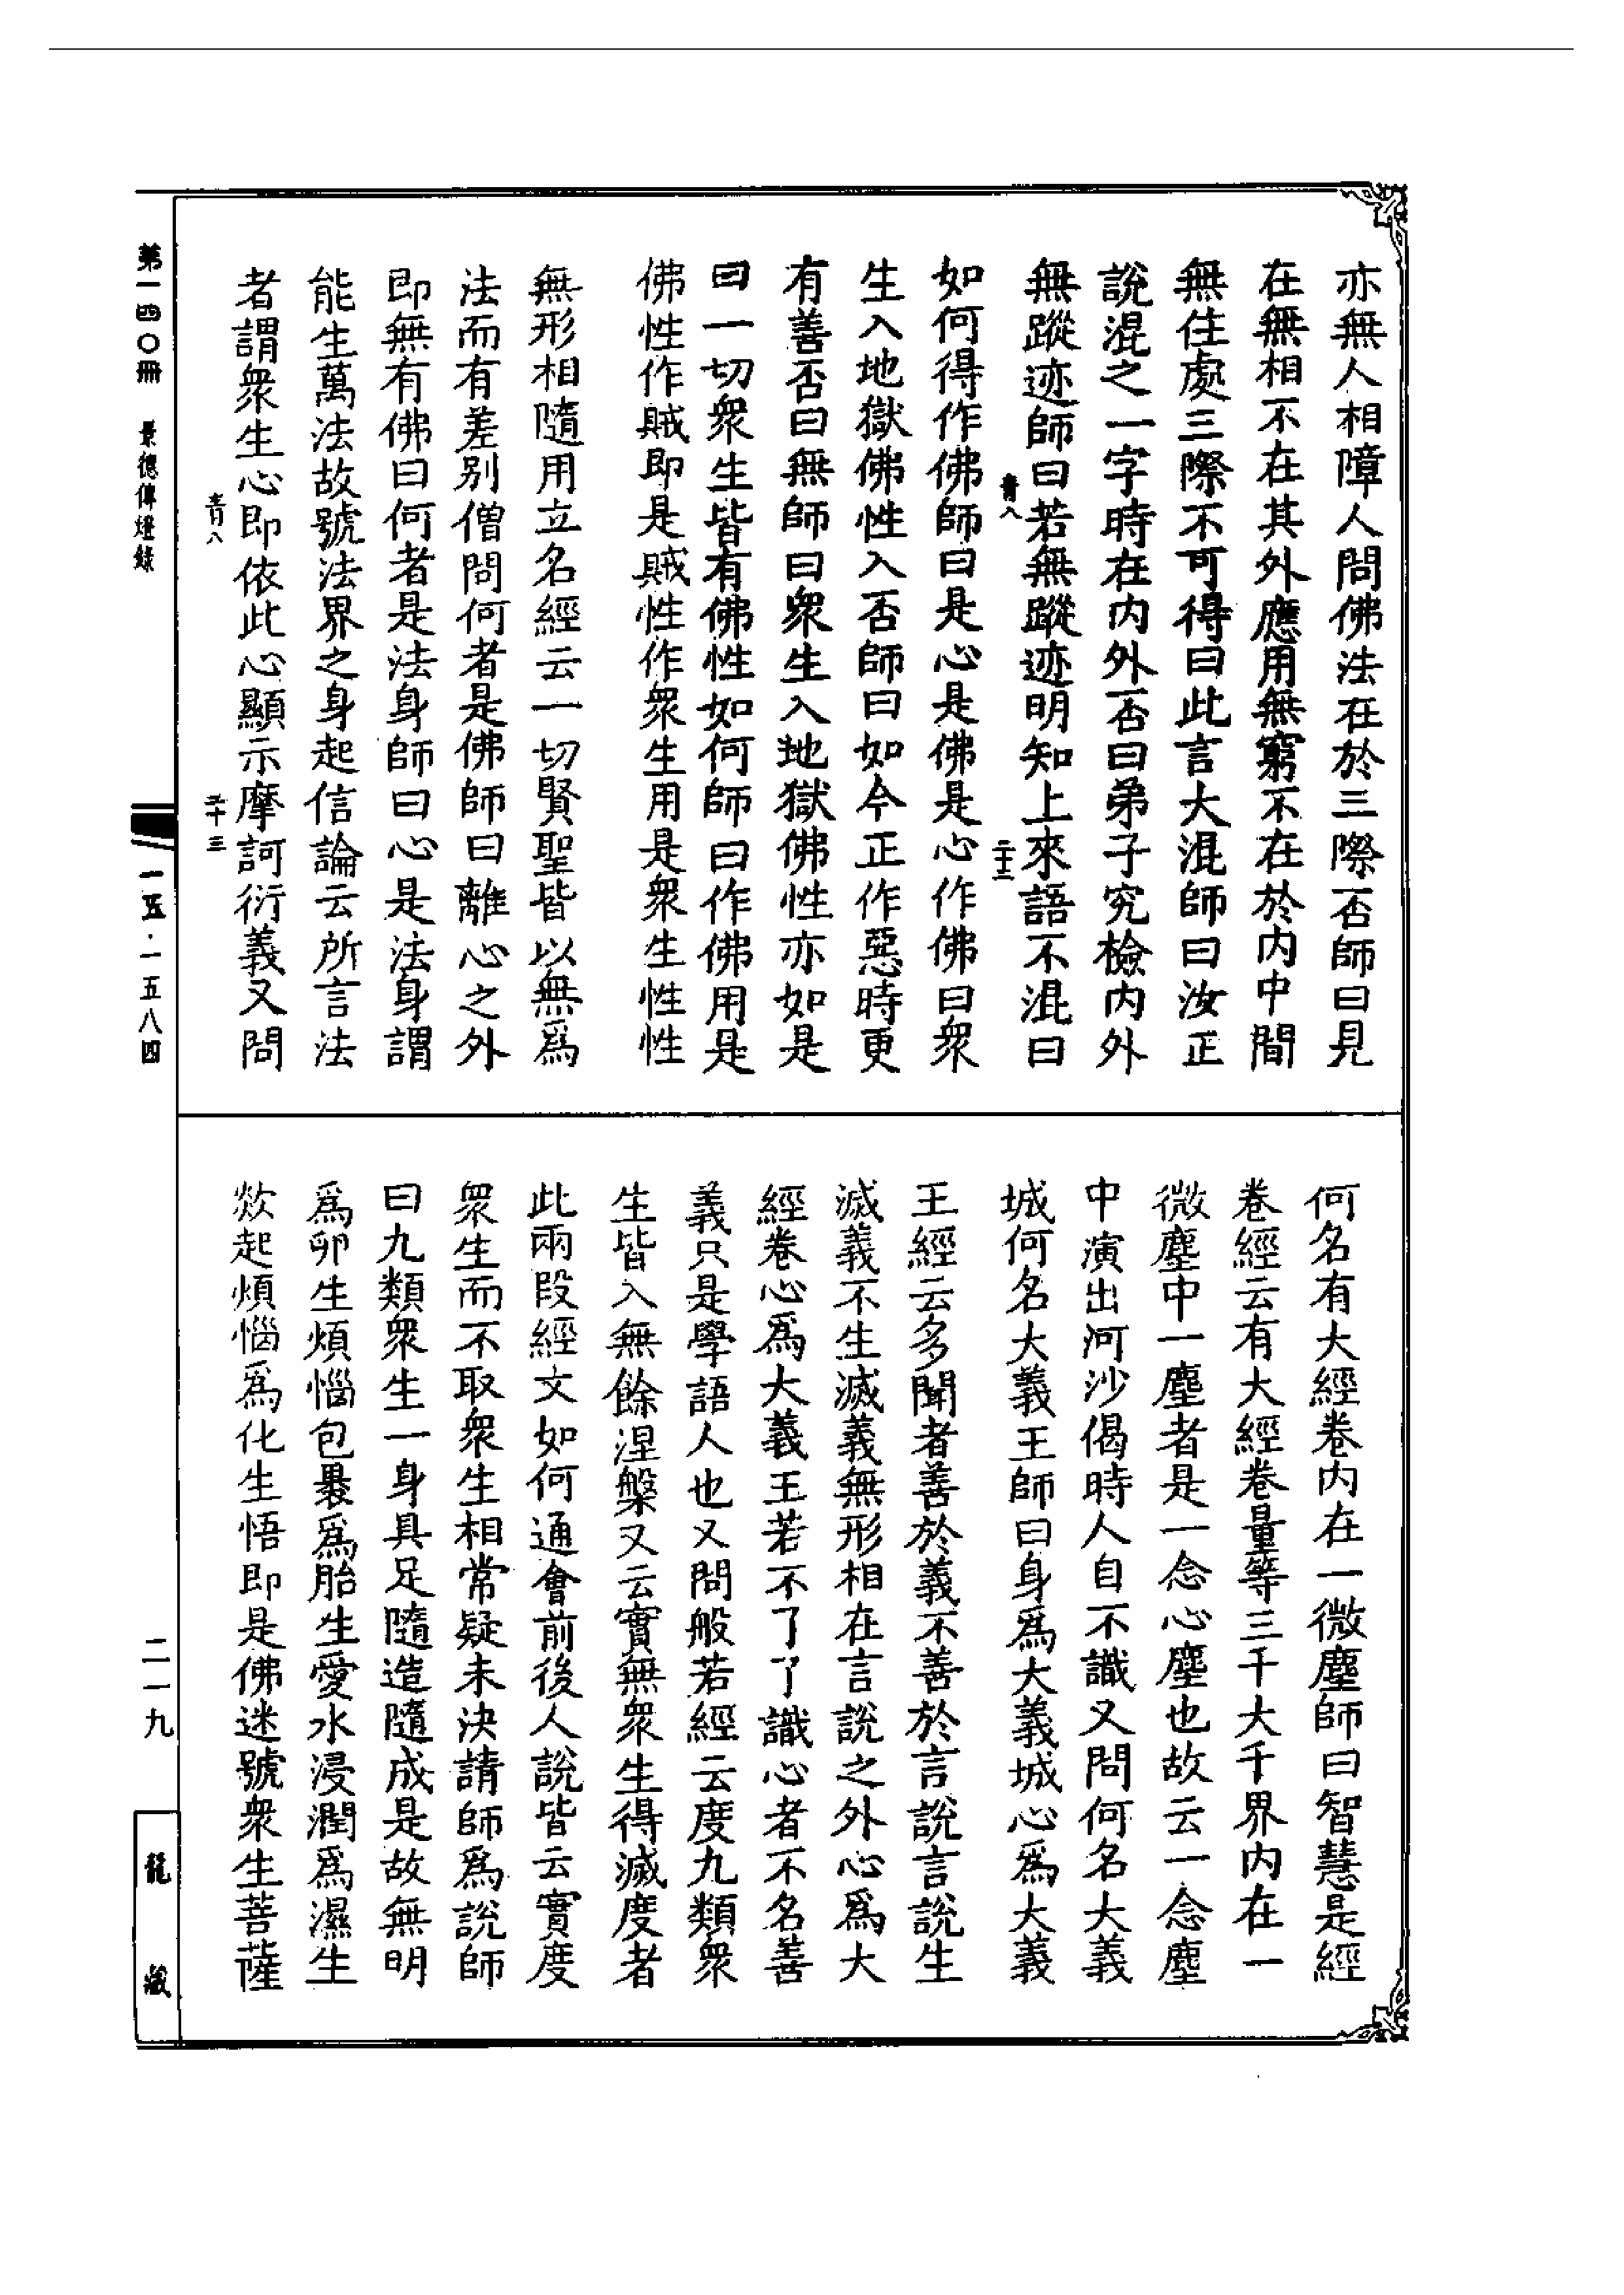 亦無人相障人問佛法在於三際否師曰見
在無相不在其外應用無窮不在於内中間
無住處三際不可得曰此言大混師曰汝正
說混之一字時在内外否曰弟子究檢内外
無蹤迹師曰若無蹤迹明知上來語不混曰
青八
二十三
如何得作佛師曰是心是佛是心作佛曰衆
生入地獄佛性入否師曰如今正作惡時更
有善否曰無師曰衆生入地獄佛性亦如是
曰一切衆生皆有佛性如何師曰作佛用是
佛性作賊即是賊性作衆生用是衆生性性
無形相隨用立名經云一切賢聖皆以無爲
法而有差别僧問何者是佛師曰離心之外
即無有佛曰何者是法身師曰心是法身謂
能生萬法故號法界之身起信論云所言法
者謂衆生心即依此心顯示摩訶衍義又問
青八
二十三
何名有大經卷内在一微塵師曰智慧是經
卷經云有大經卷量等三千大千界内在一
微塵中一塵者是一念心塵也故云一念塵
中演出河沙偈時人自不識又問何名大義
城何名大義王師曰身爲大義城心爲大義
王經云多聞者善於義不善於言說言說生
滅義不生滅義無形相在言說之外心爲大
經卷心爲大義王若不了了識心者不名善
義只是學語人也又問般若經云度九類衆
生皆入無餘涅槃又云實無衆生得滅度者
此兩段經文如何通會前後人說皆云實度
衆生而不取衆生相常疑未決請師爲說師
曰九類衆生一身具足隨造隨成是故無明
爲卵生煩惱包裹爲胎生愛水浸潤爲濕生
欻起煩惱爲化生悟即是佛迷號衆生菩薩
第一四〇冊 景德傳燈錄
一五·一五八四
二一九
龍藏